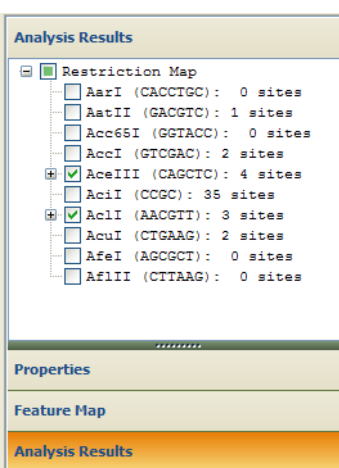 Analysis Results
Restriction Map
AarI (CACCTGC): 0 sites
AatII (GACGTC): 1 sites
Acc65I (GGTACC): 0 sites
AccI (GTCGAC): 2 sites
AceIII (CAGCTC): 4 sites
AciI (CCGC): 35 sites
AclI (AACGTT): 3 sites
AcuI (CTGAAG): 2 sites
AfeI (AGCGCT): 0 sites
AflII (CTTAAG): 0 sites
Properties
Feature Map
Analysis Results